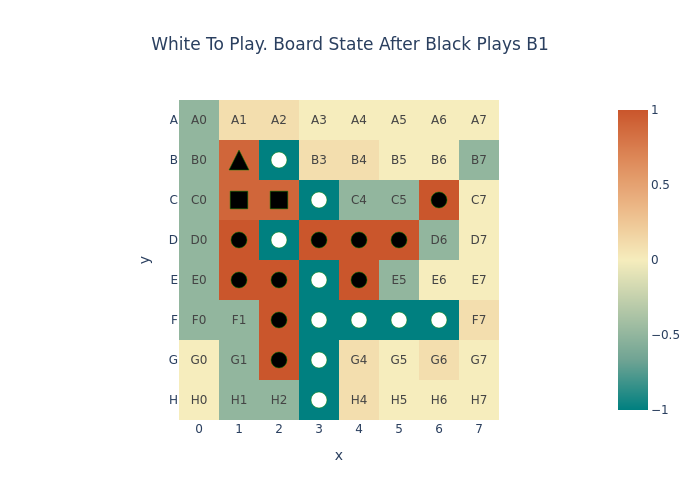 White To Play. Board State After Black Plays B1
A A0 A1 A2 A3 A4 A5 A6 A7
B B0 B3 B4 B5 B6 B7
C C0 C4 C5 C7
D D0 D6 D7
E E0 E5 E6 E7
F F0 F1 F7
G G0 G1 G4 G5 G6 G7
H H0 H1 H2 H4 H5 H6 H7
0 1 2 3 4 5 6 7
x
y
1
0.5
0
−0.5
−1